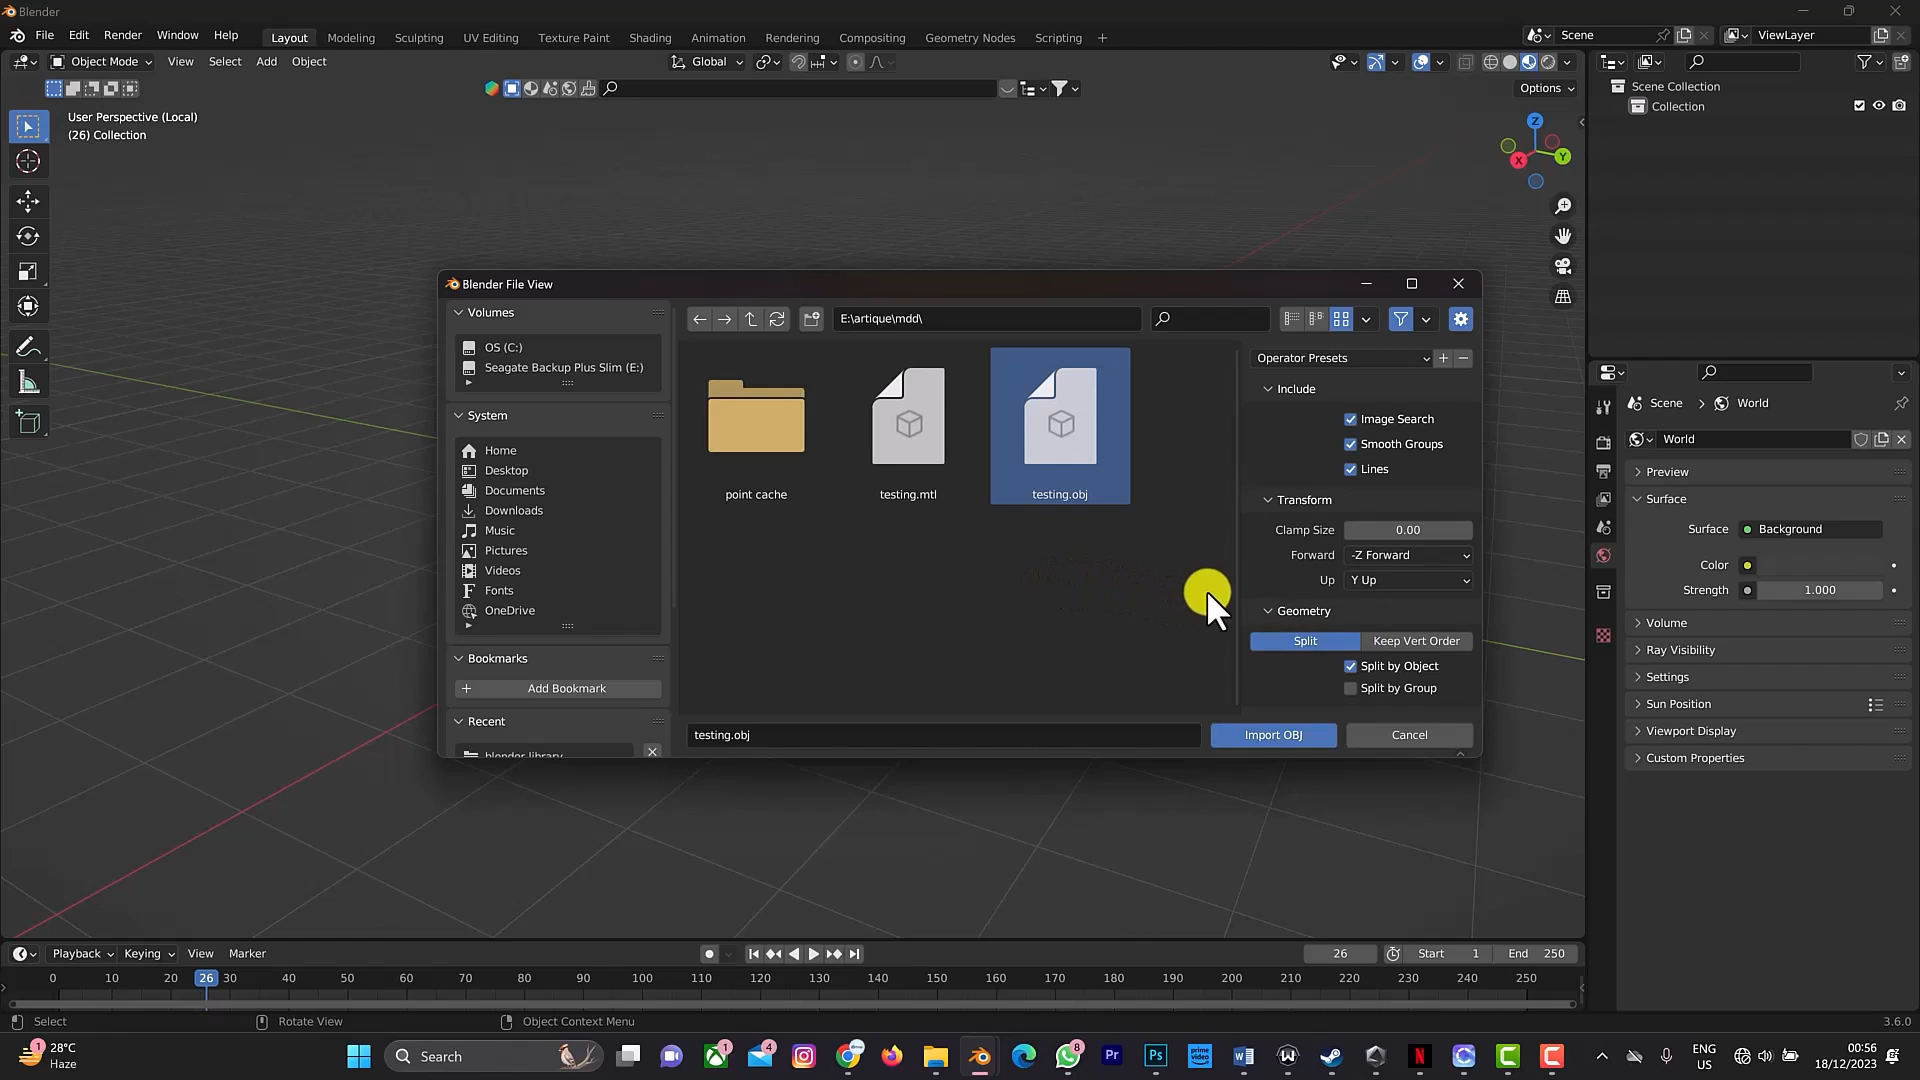 Blender
File Edit Render Window Help
Layout Modeling Sculpting UV Editing Texture Paint Shading Animation Rendering Compositing Geometry Nodes Scripting +
Scene
ViewLayer
Object Mode View Select Add Object
Global
Options
User Perspective (Local)
(26) Collection
Z
X
Y
Scene Collection
Collection
Blender File View
Volumes
OS (C:)
Seagate Backup Plus Slim (E:)
System
Home
Desktop
Documents
Downloads
Music
Pictures
Videos
Fonts
OneDrive
Bookmarks
Add Bookmark
Recent
blender library
E:\artique\mdd\
point cache
testing.mtl
testing.obj
Operator Presets
Include
Image Search
Smooth Groups
Lines
Transform
Clamp Size 0.00
Forward -Z Forward
Up Y Up
Geometry
Split Keep Vert Order
Split by Object
Split by Group
testing.obj
Import OBJ
Cancel
Scene World
World
Preview
Surface
Surface Background
Color
Strength 1.000
Volume
Ray Visibility
Settings
Sun Position
Viewport Display
Custom Properties
Playback Keying View Marker
26 Start 1 End 250
0 10 20 26 30 40 50 60 70 80 90 100 110 120 130 140 150 160 170 180 190 200 210 220 230 240 250
Select Rotate View Object Context Menu
3.6.0
1
28°C
Haze
Search
1
4
8
Pr
Ps
ENG
US
00:56
18/12/2023